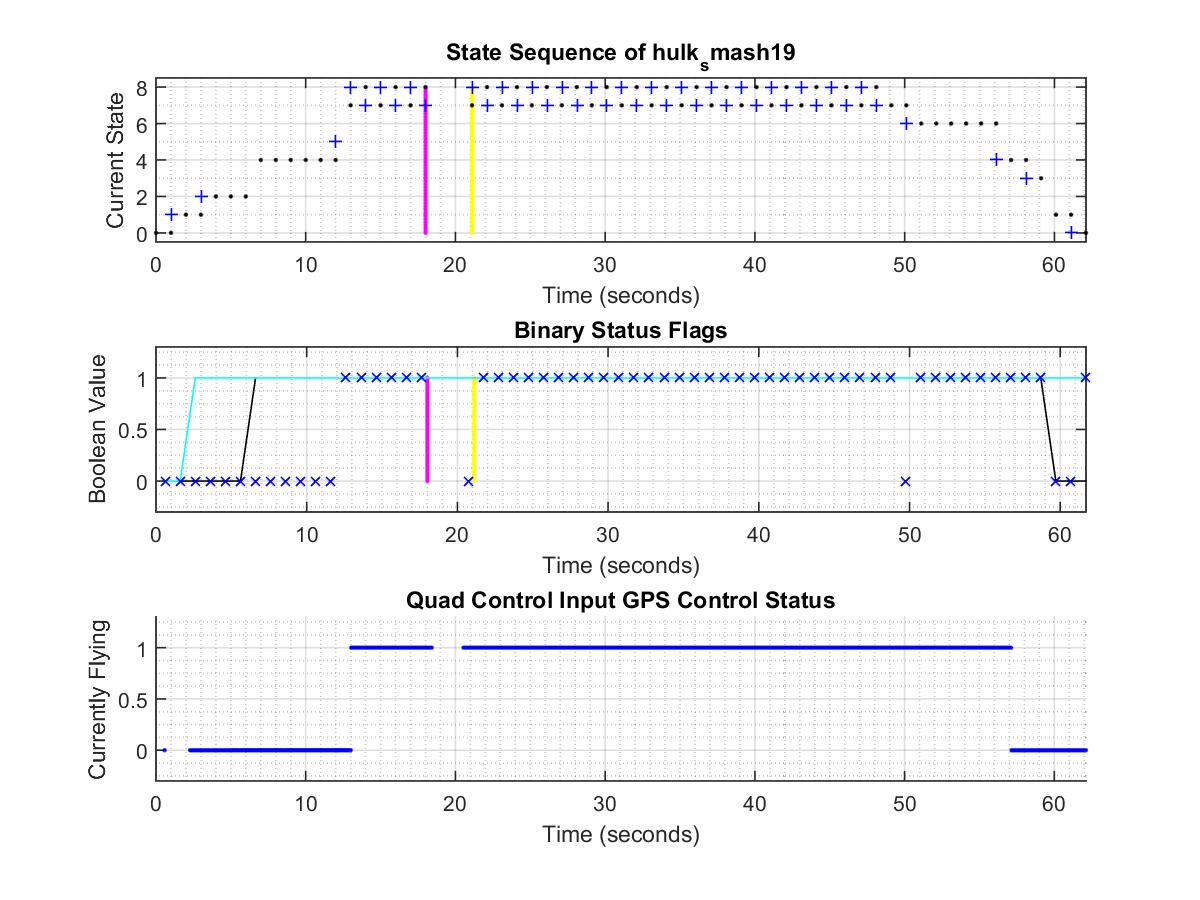 State Sequence of hulksmash19
Current State
8
6
4
2
0
0 10 20 30 40 50 60
Time (seconds)
Binary Status Flags
Boolean Value
1
0.5
0
0 10 20 30 40 50 60
Time (seconds)
Quad Control Input GPS Control Status
Currently Flying
1
0.5
0
0 10 20 30 40 50 60
Time (seconds)